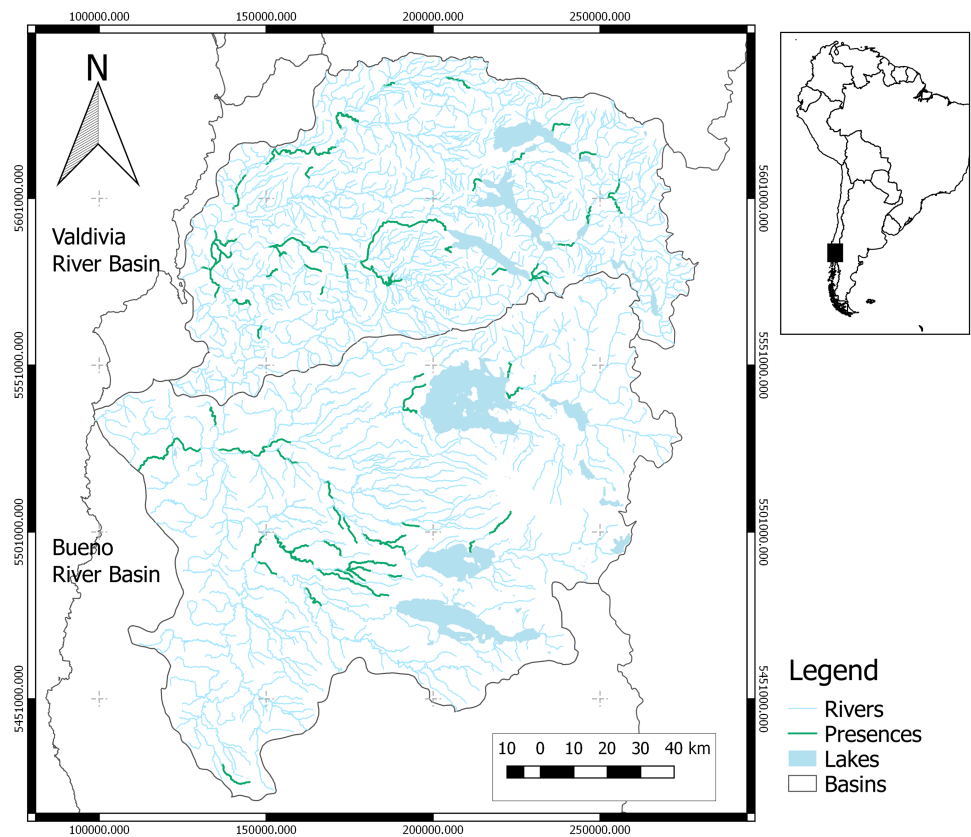 100000.000 150000.000 200000.000 250000.000
N
5601000.000 5601000.000
Valdivia
River Basin
5551000.000 5551000.000
5501000.000 5501000.000
Bueno
River Basin
5451000.000 5451000.000
10 0 10 20 30 40 km
100000.000 150000.000 200000.000 250000.000
Legend
Rivers
Presences
Lakes
Basins